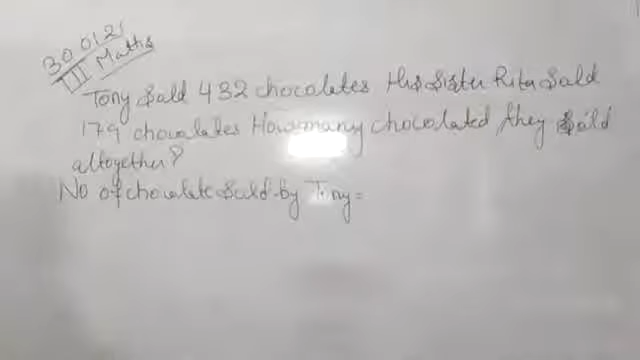 30 01 21
III Maths
Tony Sold 432 chocolates His Sister Rita Sold
179 chocolates How many chocolated they Sold
altogether?
No of chocolate Sold by Tony =